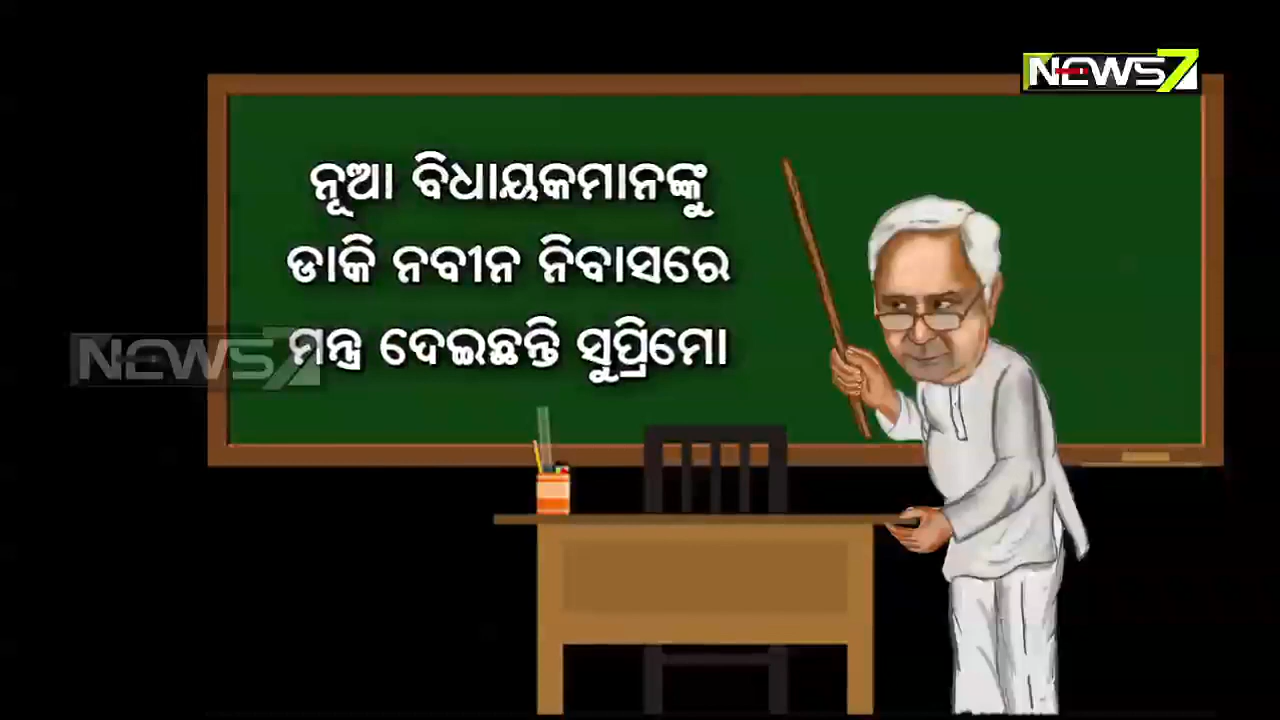 NEWS7
ନୂଆ ବିଧାୟକମାନଙ୍କୁ
ଡାକି ନବୀନ ନିବାସରେ
ମନ୍ତ୍ର ଦେଇଛନ୍ତି ସୁପ୍ରିମୋ
NEWS7